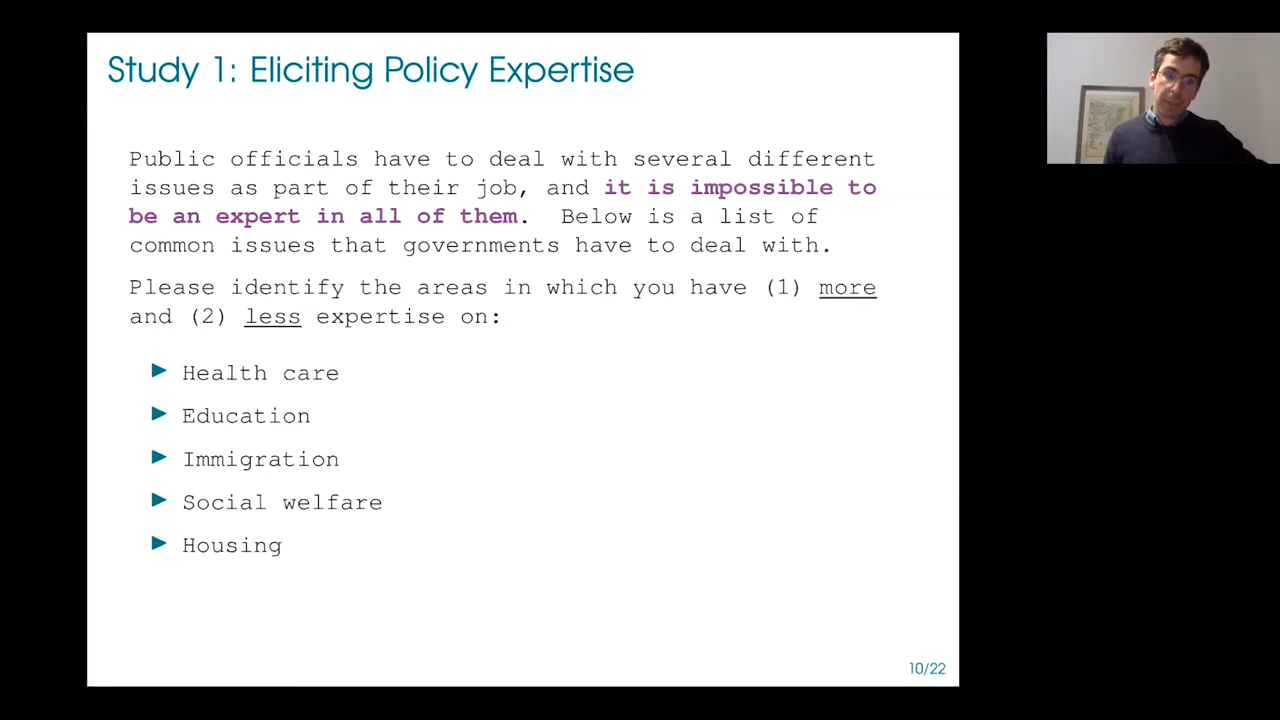 Study 1: Eliciting Policy Expertise
Public officials have to deal with several different
issues as part of their job, and it is impossible to
be an expert in all of them. Below is a list of
common issues that governments have to deal with.
Please identify the areas in which you have (1) more
and (2) less expertise on:
Health care
Education
Immigration
Social welfare
Housing
10/22